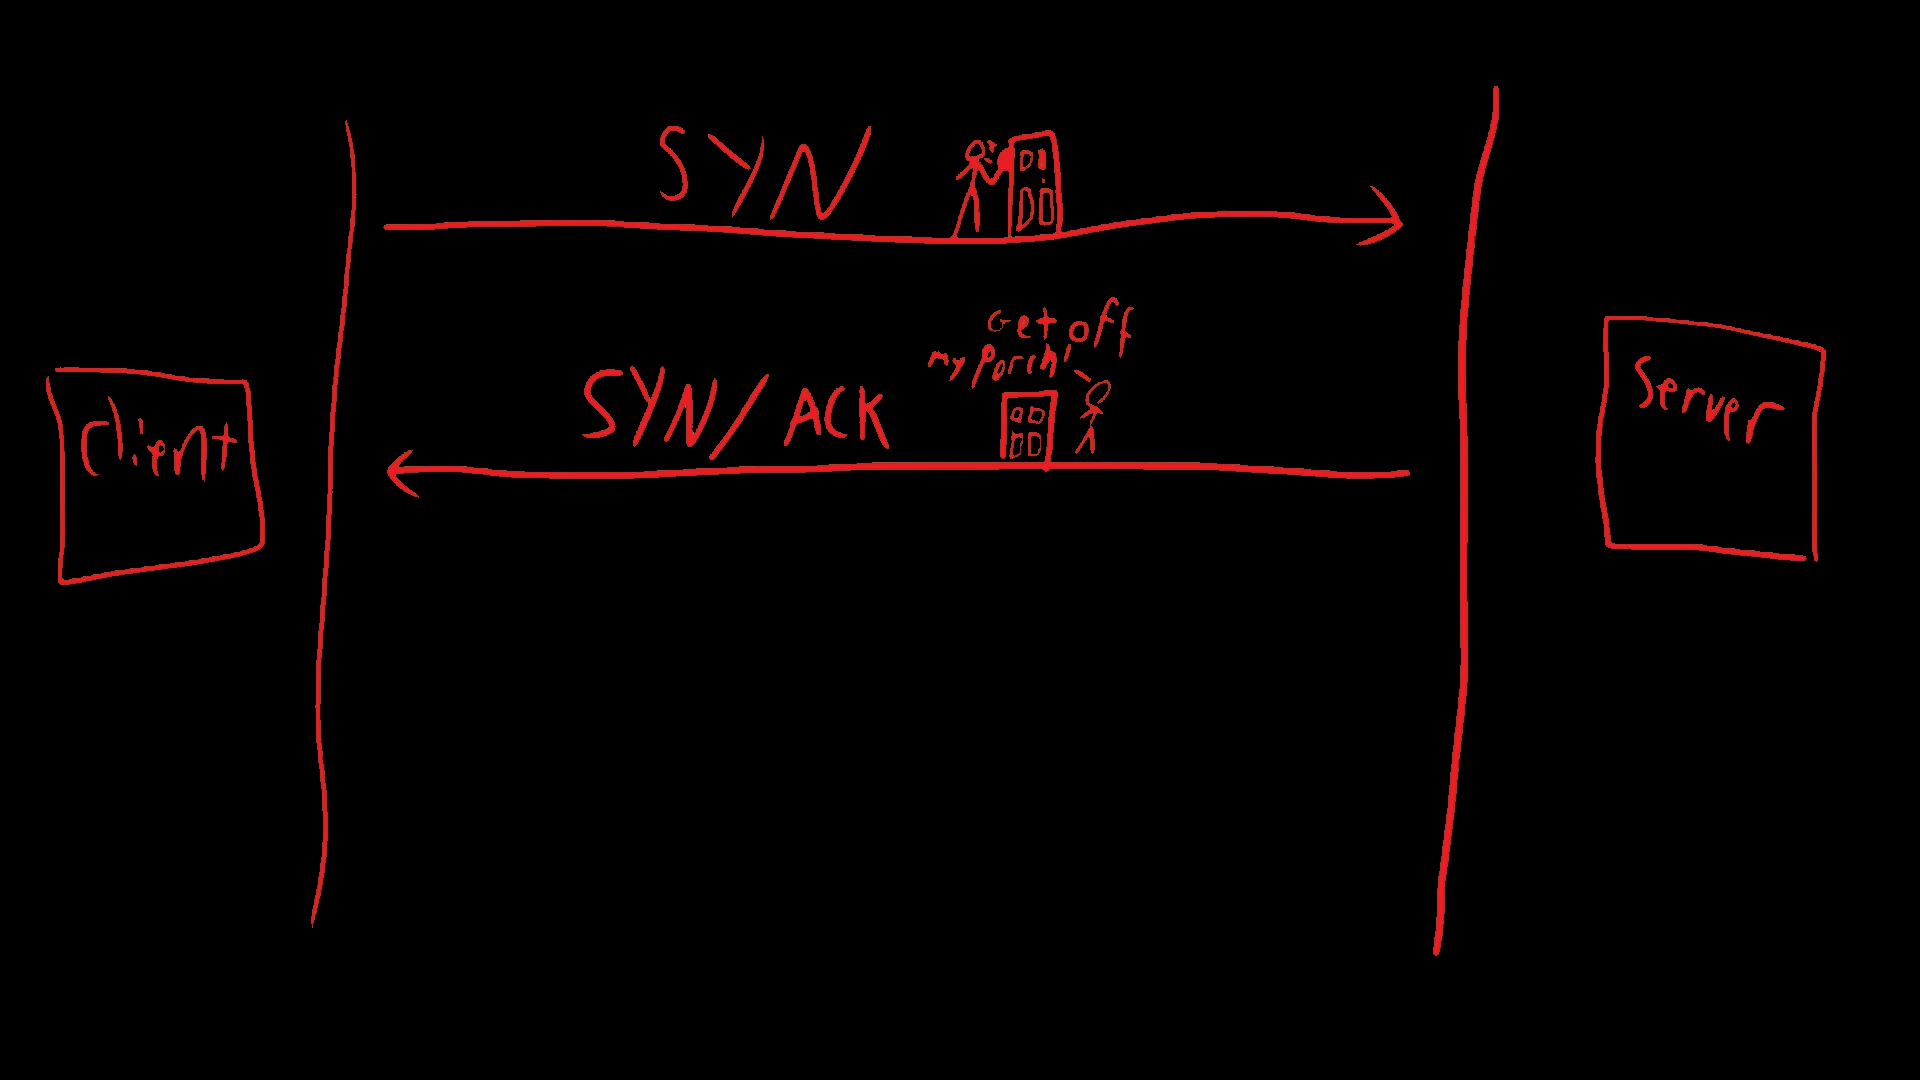 SYN
Get off
my porch!
SYN/ACK
Client
Server